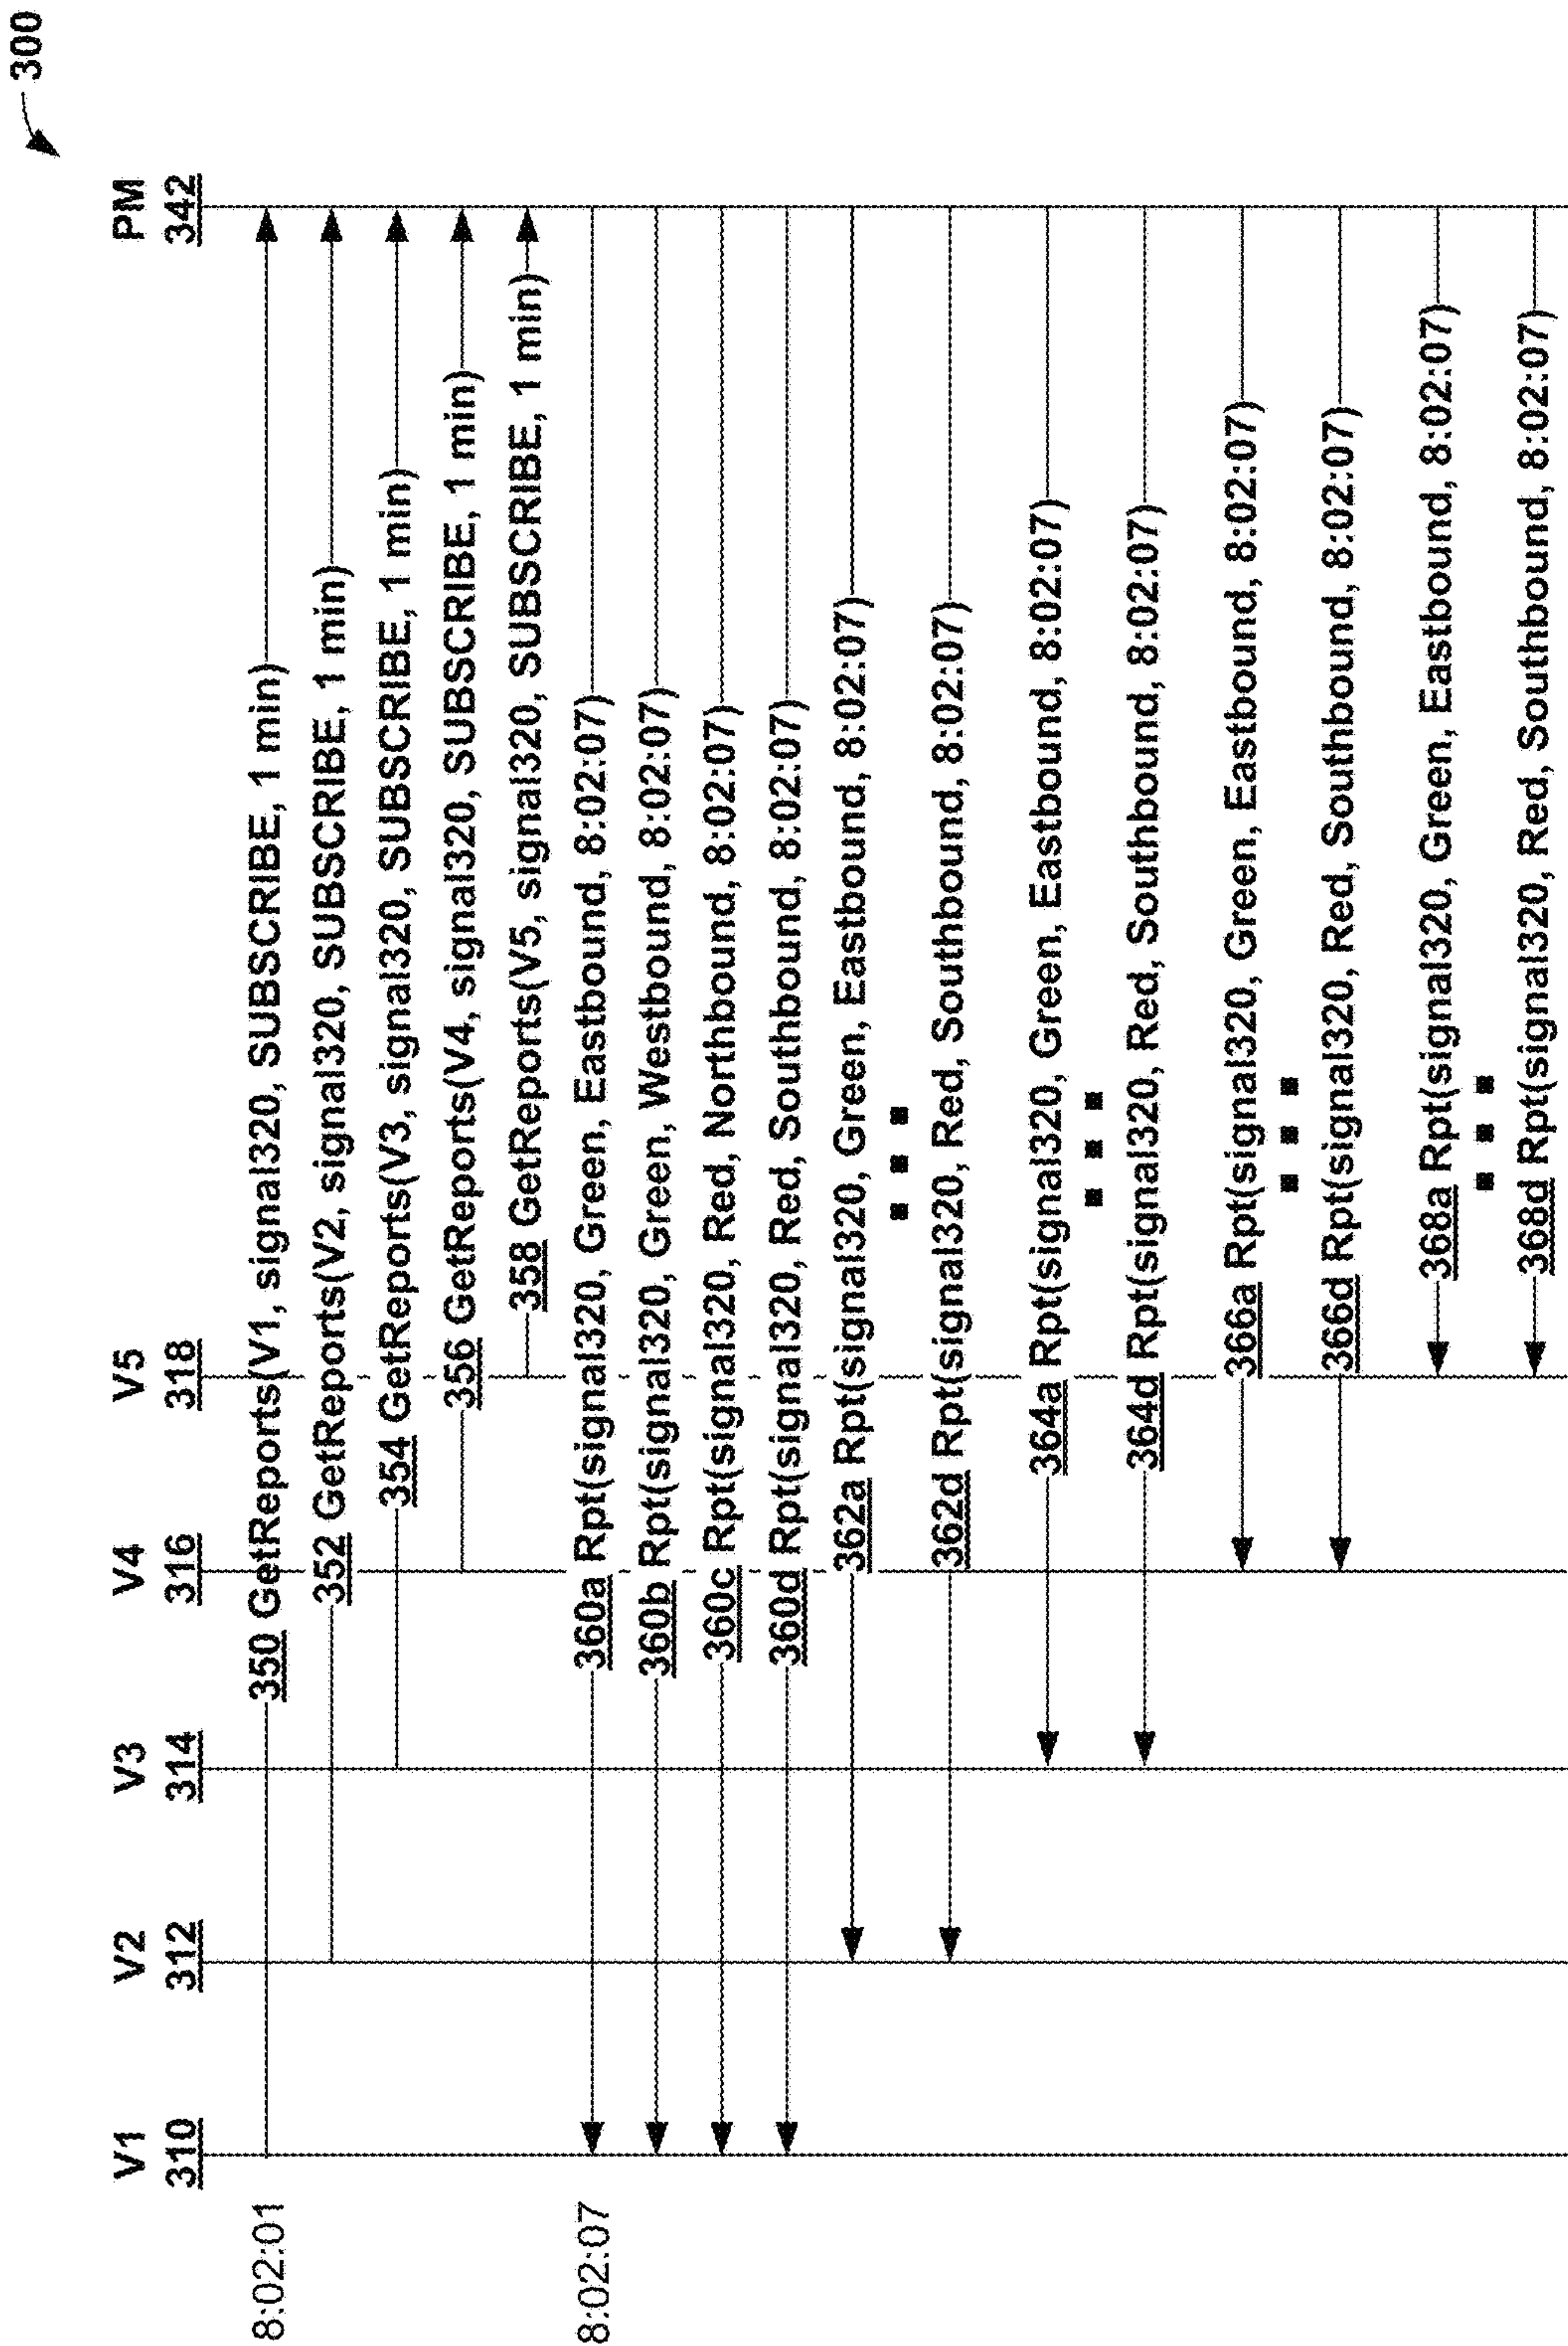 300
V1 V2 V3 V4 V5 PM
310 312 314 316 318 342
8:02:01
350 GetReports(V1, signal320, SUBSCRIBE, 1 min)
352 GetReports(V2, signal320, SUBSCRIBE, 1 min)
354 GetReports(V3, signal320, SUBSCRIBE, 1 min)
356 GetReports(V4, signal320, SUBSCRIBE, 1 min)
358 GetReports(V5, signal320, SUBSCRIBE, 1 min)
8:02:07
360a Rpt(signal320, Green, Eastbound, 8:02:07)
360b Rpt(signal320, Green, Westbound, 8:02:07)
360c Rpt(signal320, Red, Northbound, 8:02:07)
360d Rpt(signal320, Red, Southbound, 8:02:07)
362a Rpt(signal320, Green, Eastbound, 8:02:07)
362d Rpt(signal320, Red, Southbound, 8:02:07)
364a Rpt(signal320, Green, Eastbound, 8:02:07)
364d Rpt(signal320, Red, Southbound, 8:02:07)
366a Rpt(signal320, Green, Eastbound, 8:02:07)
366d Rpt(signal320, Red, Southbound, 8:02:07)
368a Rpt(signal320, Green, Eastbound, 8:02:07)
368d Rpt(signal320, Red, Southbound, 8:02:07)